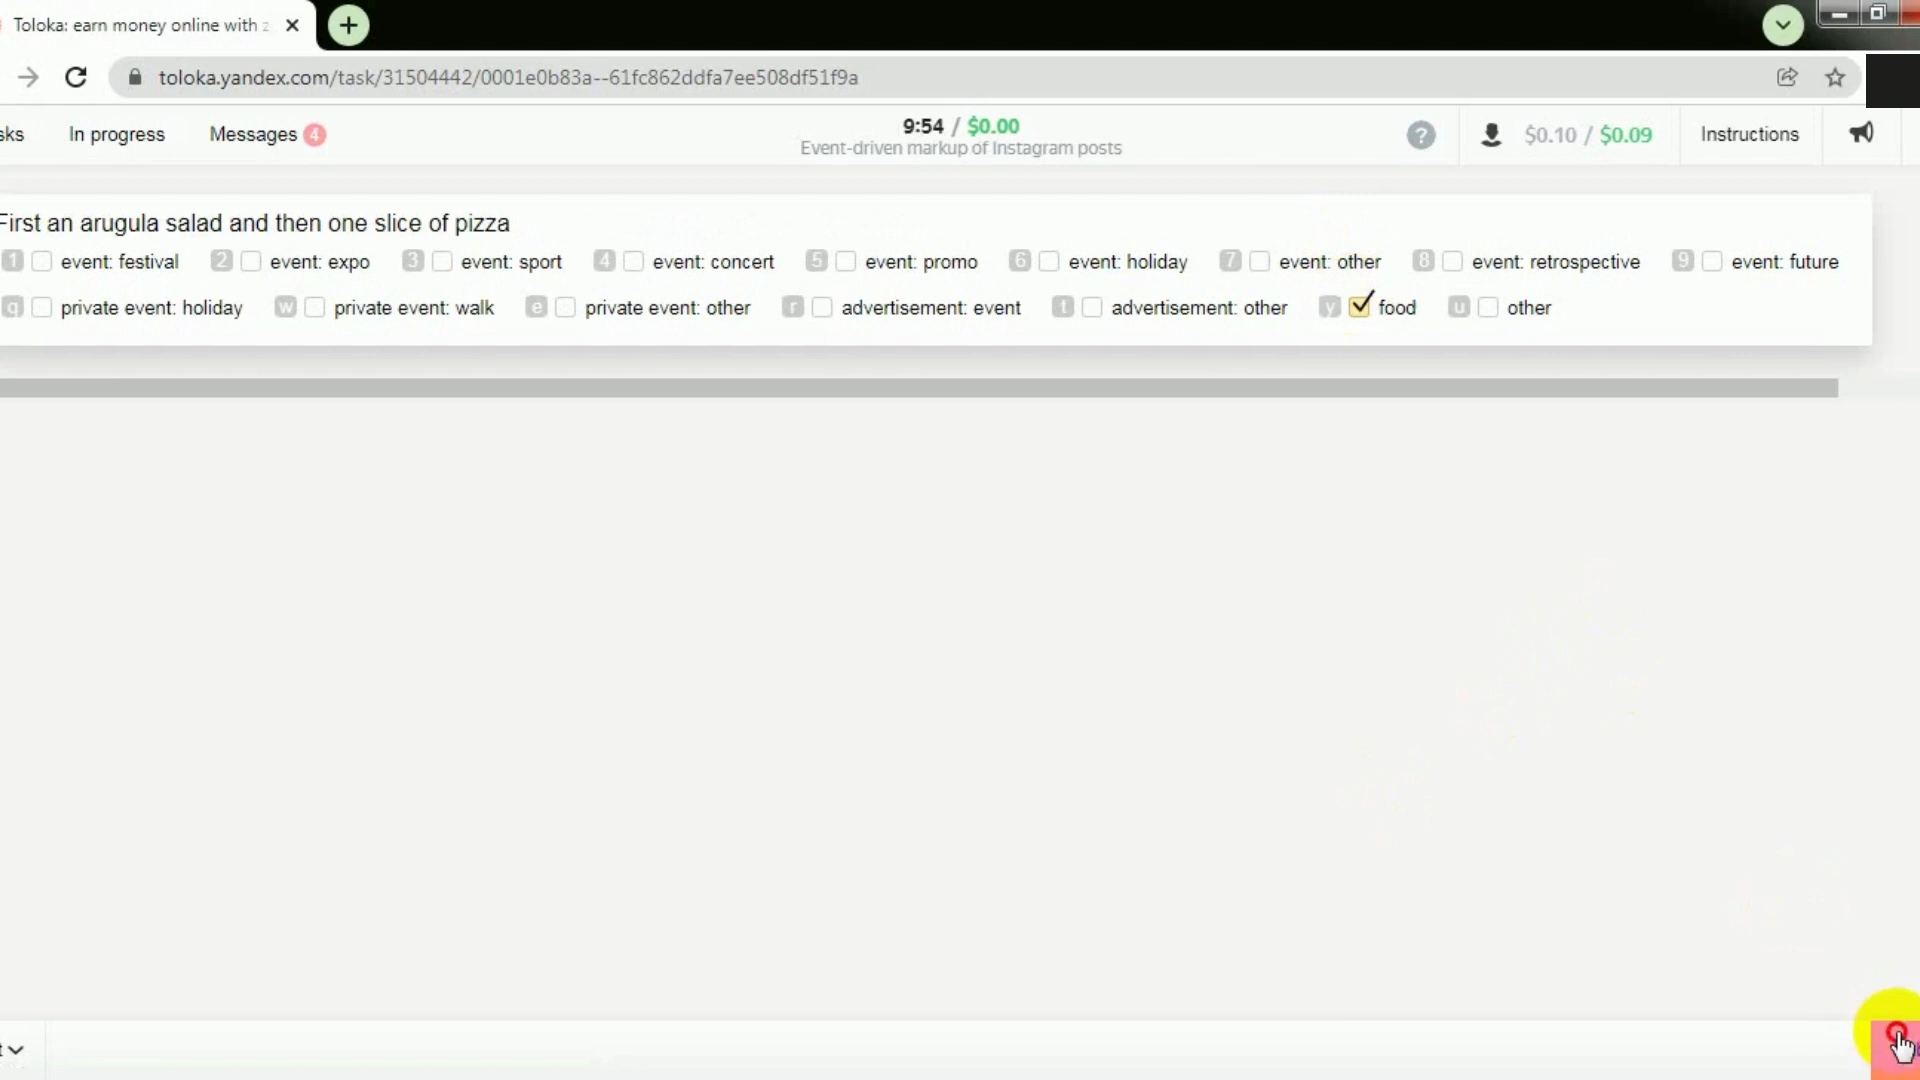 Toloka: earn money online with z
toloka.yandex.com/task/31504442/0001e0b83a--61fc862ddfa7ee508df51f9a
sks In progress Messages 4 9:54 / $0.00 ? $0.10 / $0.09 Instructions
Event-driven markup of Instagram posts
First an arugula salad and then one slice of pizza
1 event: festival 2 event: expo 3 event: sport 4 event: concert 5 event: promo 6 event: holiday 7 event: other 8 event: retrospective 9 event: future
q private event: holiday w private event: walk e private event: other r advertisement: event t advertisement: other y food u other